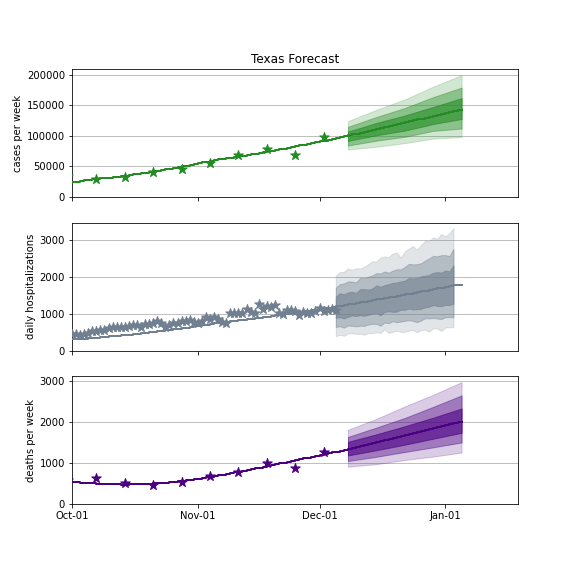 Texas Forecast
cases per week
200000
150000
100000
50000
0
daily hospitalizations
3000
2000
1000
0
deaths per week
3000
2000
1000
0
Oct-01 Nov-01 Dec-01 Jan-01